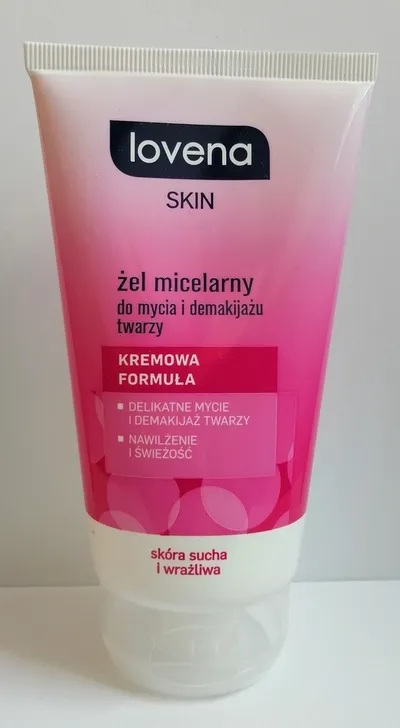 lovena
SKIN
żel micelarny
do mycia i demakijażu
twarzy
KREMOWA
FORMUŁA
DELIKATNE MYCIE
I DEMAKIJAŻ TWARZY
NAWILŻENIE
I ŚWIEŻOŚĆ
skóra sucha
i wrażliwa